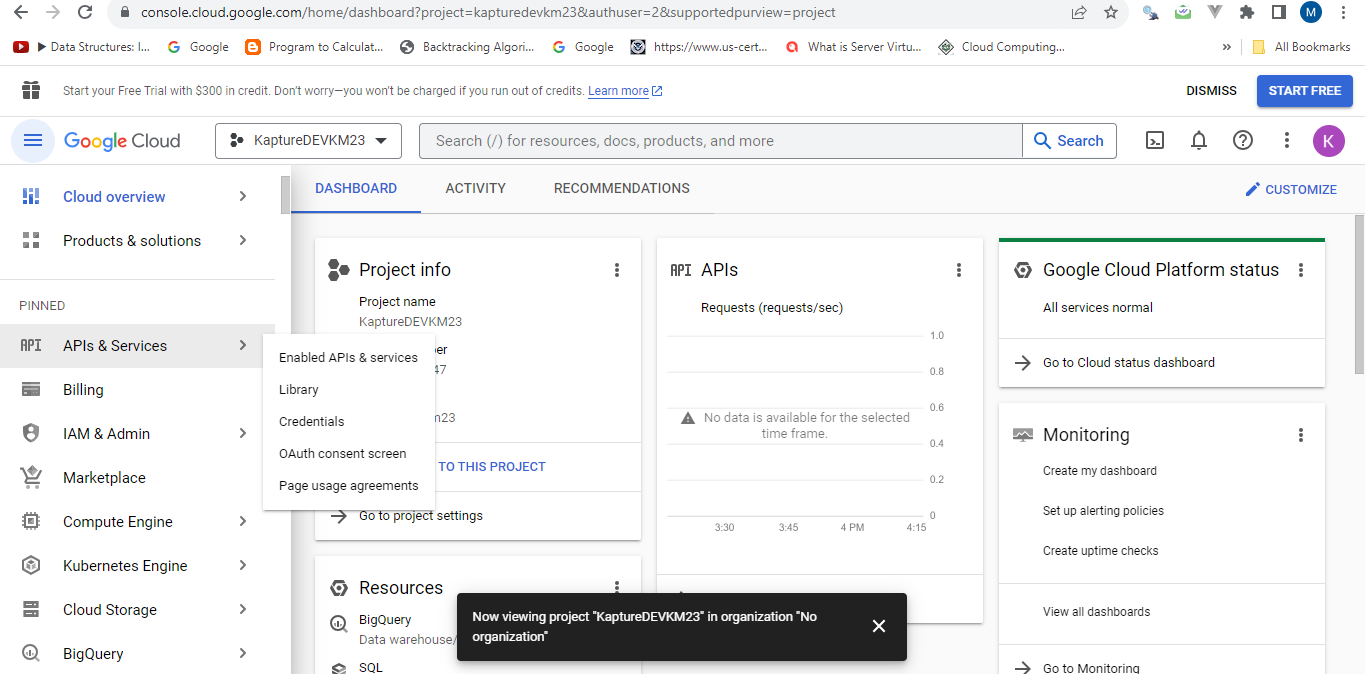 console.cloud.google.com/home/dashboard?project=kapturedevkm23&authuser=2&supportedpurview=project
M
Data Structures: I...
Google
Program to Calculat...
Backtracking Algori...
Google
https://www.us-cert...
What is Server Virtu...
Cloud Computing...
»
All Bookmarks
Start your Free Trial with $300 in credit. Don't worry—you won't be charged if you run out of credits. Learn more
DISMISS
START FREE
Google Cloud
KaptureDEVKM23
Search (/) for resources, docs, products, and more
Search
K
Cloud overview
Products & solutions
PINNED
API APIs & Services
Billing
IAM & Admin
Marketplace
Compute Engine
Kubernetes Engine
Cloud Storage
BigQuery
Enabled APIs & services
Library
Credentials
OAuth consent screen
Page usage agreements
DASHBOARD
ACTIVITY
RECOMMENDATIONS
CUSTOMIZE
Project info
Project name
KaptureDEVKM23
er
47
m23
TO THIS PROJECT
Go to project settings
Resources
BigQuery
Data warehouse/
SQL
API APIs
Requests (requests/sec)
1.0
0.8
0.6
0.4
0.2
0
No data is available for the selected
time frame.
3:30
3:45
4 PM
4:15
Google Cloud Platform status
All services normal
Go to Cloud status dashboard
Monitoring
Create my dashboard
Set up alerting policies
Create uptime checks
View all dashboards
Go to Monitoring
Now viewing project "KaptureDEVKM23" in organization "No
organization"